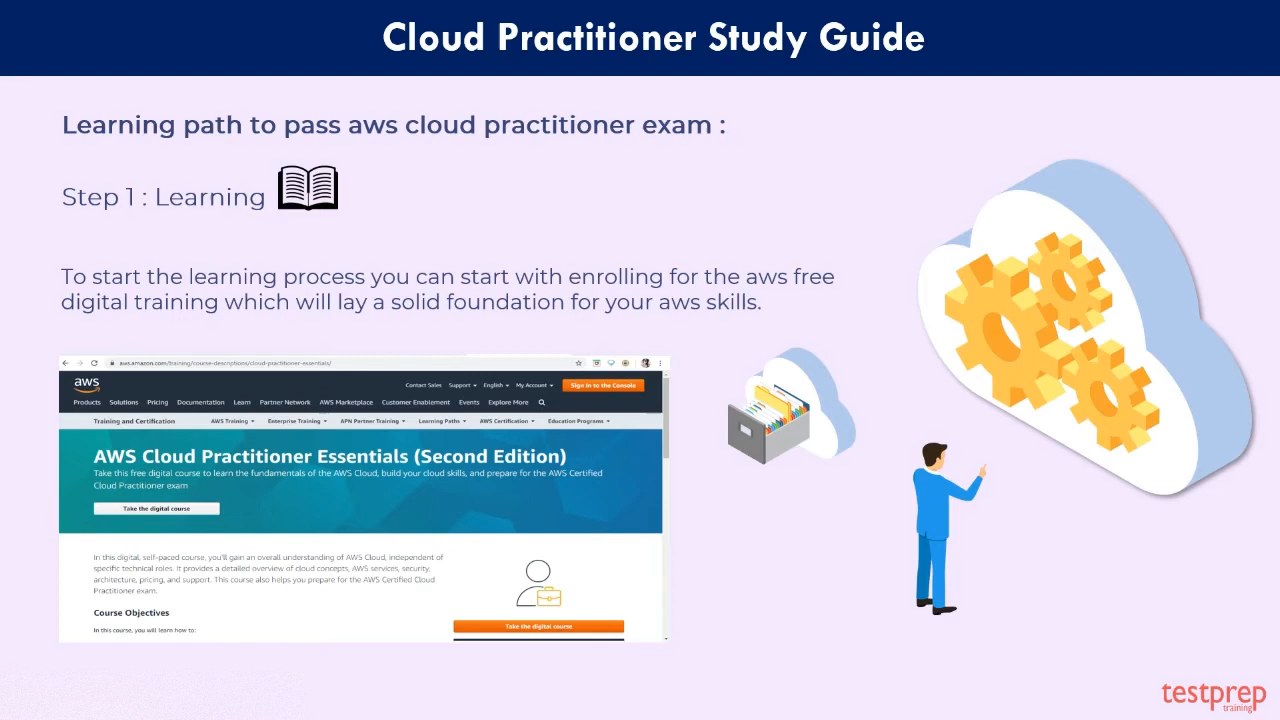 Cloud Practitioner Study Guide
Learning path to pass aws cloud practitioner exam :
Step 1 : Learning
To start the learning process you can start with enrolling for the aws free
digital training which will lay a solid foundation for your aws skills.
aws.amazon.com/training/course-descriptions/cloud-practitioner-essentials/
aws
Contact Sales Support English My Account Sign in to the Console
Products Solutions Pricing Documentation Learn Partner Network AWS Marketplace Customer Enablement Events Explore More
Training and Certification AWS Training Enterprise Training APN Partner Training Learning Paths AWS Certification Education Programs
AWS Cloud Practitioner Essentials (Second Edition)
Take this free digital course to learn the fundamentals of the AWS Cloud, build your cloud skills, and prepare for the AWS Certified
Cloud Practitioner exam
Take the digital course
In this digital, self-paced course, you'll gain an overall understanding of AWS Cloud, independent of
specific technical roles. It provides a detailed overview of cloud concepts, AWS services, security,
architecture, pricing, and support. This course also helps you prepare for the AWS Certified Cloud
Practitioner exam.
Course Objectives
In this course, you will learn how to:
Take the digital course
testprep
training